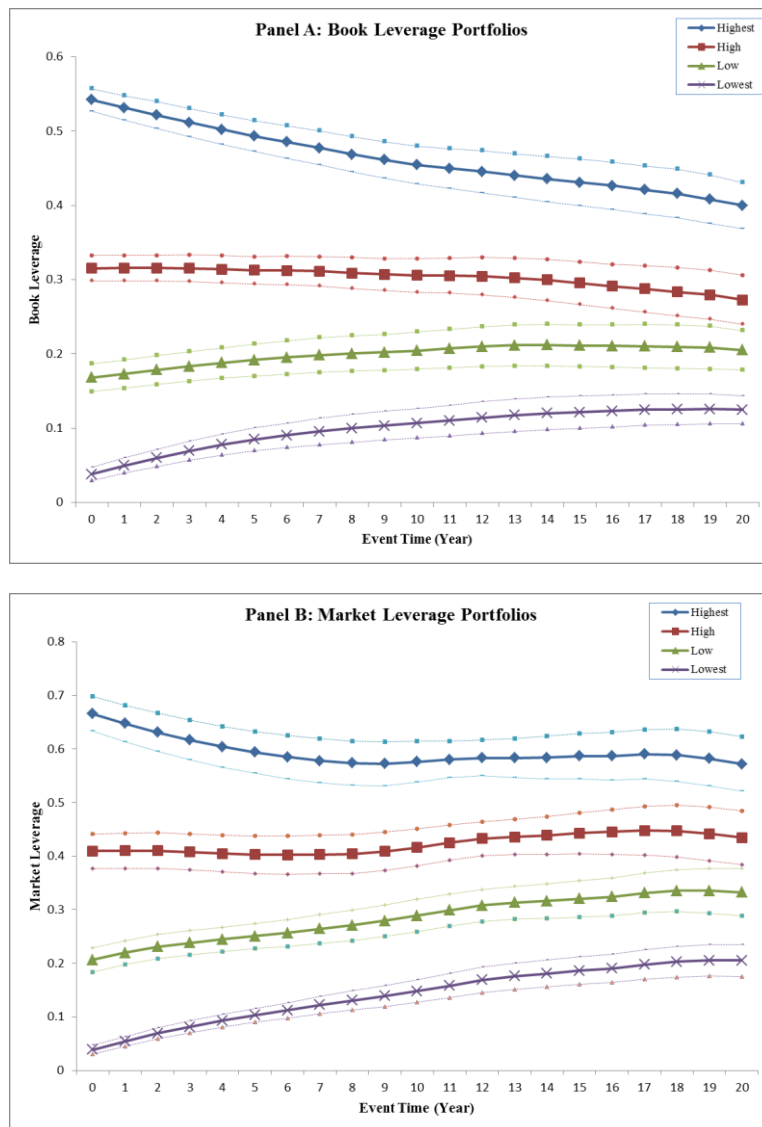 Panel A: Book Leverage Portfolios
Highest
High
Low
Lowest
0.6
0.5
0.4
0.3
0.2
0.1
0
Book Leverage
0 1 2 3 4 5 6 7 8 9 10 11 12 13 14 15 16 17 18 19 20
Event Time (Year)
Panel B: Market Leverage Portfolios
Highest
High
Low
Lowest
0.8
0.7
0.6
0.5
0.4
0.3
0.2
0.1
0
Market Leverage
0 1 2 3 4 5 6 7 8 9 10 11 12 13 14 15 16 17 18 19 20
Event Time (Year)